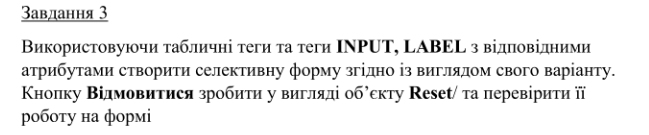 Завдання 3
Використовуючи табличні теги та теги INPUT, LABEL з відповідними
атрибутами створити селективну форму згідно із виглядом свого варіанту.
Кнопку Відмовитися зробити у вигляді об’єкту Reset/ та перевірити її
роботу на формі